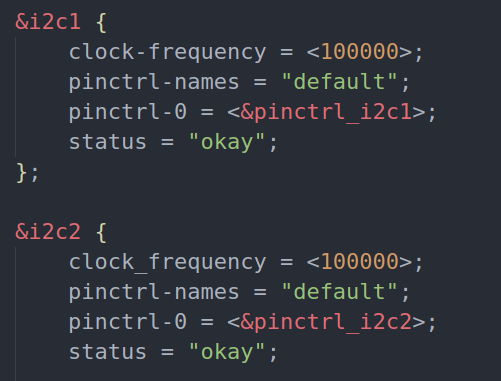 &i2c1 {
    clock-frequency = <100000>;
    pinctrl-names = "default";
    pinctrl-0 = <&pinctrl_i2c1>;
    status = "okay";
};

&i2c2 {
    clock_frequency = <100000>;
    pinctrl-names = "default";
    pinctrl-0 = <&pinctrl_i2c2>;
    status = "okay";